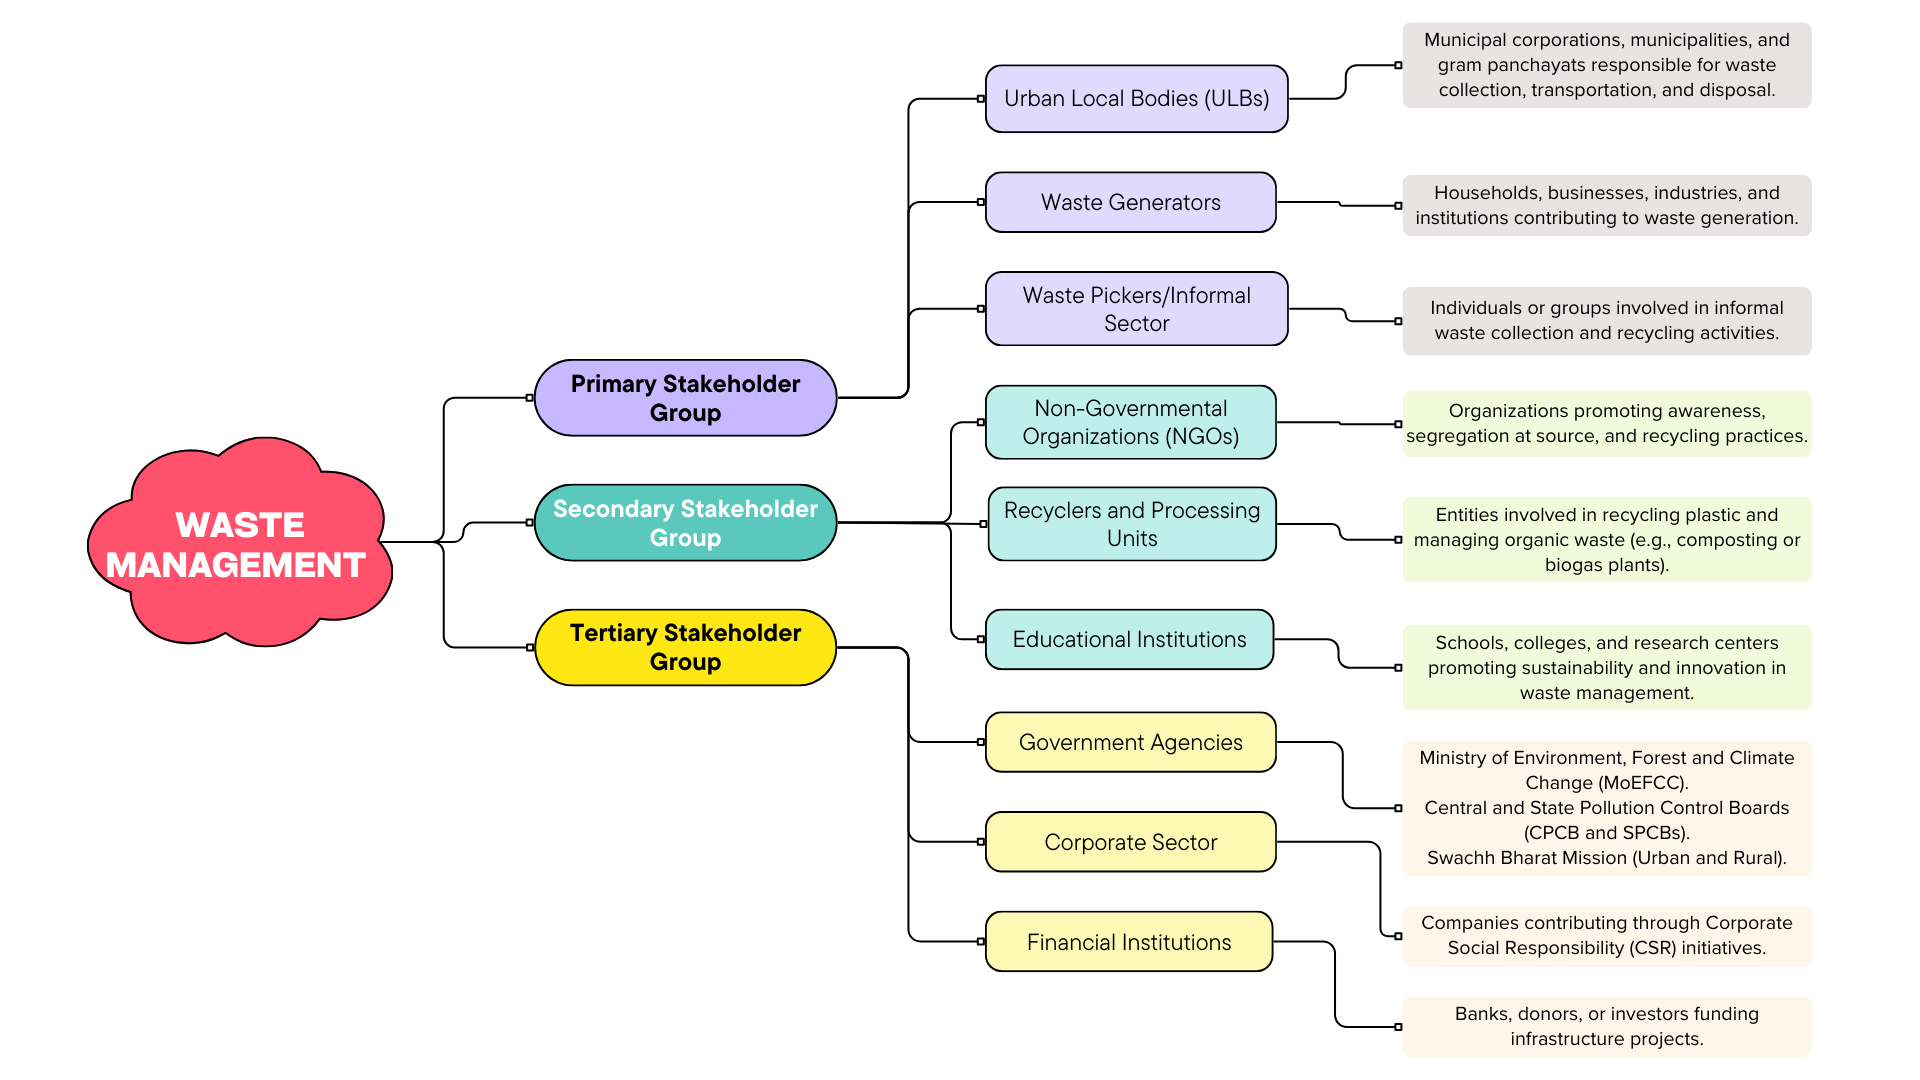 WASTE
MANAGEMENT
Primary Stakeholder
Group
Urban Local Bodies (ULBs)
Municipal corporations, municipalities, and
gram panchayats responsible for waste
collection, transportation, and disposal.
Waste Generators
Households, businesses, industries, and
institutions contributing to waste generation.
Waste Pickers/Informal
Sector
Individuals or groups involved in informal
waste collection and recycling activities.
Secondary Stakeholder
Group
Non-Governmental
Organizations (NGOs)
Organizations promoting awareness,
segregation at source, and recycling practices.
Recyclers and Processing
Units
Entities involved in recycling plastic and
managing organic waste (e.g., composting or
biogas plants).
Educational Institutions
Schools, colleges, and research centers
promoting sustainability and innovation in
waste management.
Tertiary Stakeholder
Group
Government Agencies
Ministry of Environment, Forest and Climate
Change (MoEFCC).
Central and State Pollution Control Boards
(CPCB and SPCBs).
Swachh Bharat Mission (Urban and Rural).
Corporate Sector
Companies contributing through Corporate
Social Responsibility (CSR) initiatives.
Financial Institutions
Banks, donors, or investors funding
infrastructure projects.